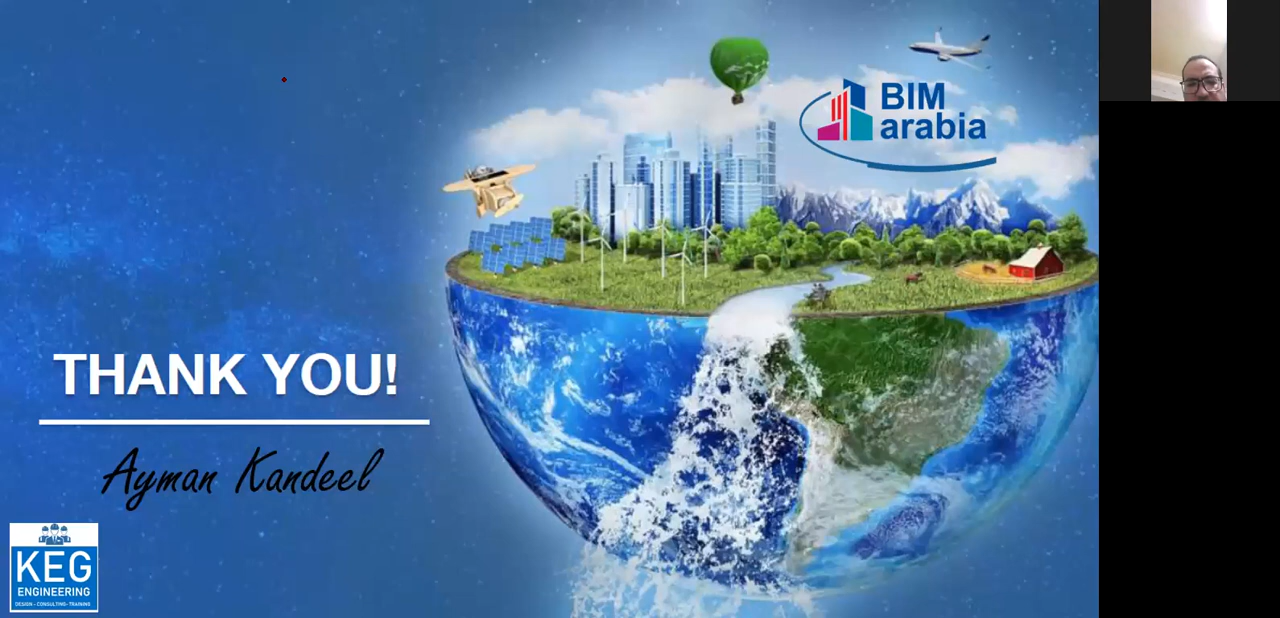 BIM
arabia
THANK YOU!
Ayman Kandeel
KEG
ENGINEERING
DESIGN - CONSULTING - TRAINING